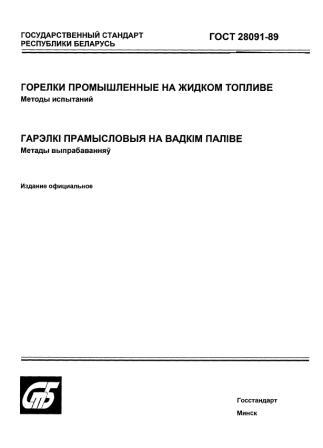 ГОСУДАРСТВЕННЫЙ СТАНДАРТ
РЕСПУБЛИКИ БЕЛАРУСЬ
ГОСТ 28091-89
ГОРЕЛКИ ПРОМЫШЛЕННЫЕ НА ЖИДКОМ ТОПЛИВЕ
Методы испытаний
ГАРЭЛКІ ПРАМЫСЛОВЫЯ НА ВАДКІМ ПАЛІВЕ
Метады выпрабаванняў
Издание официальное
СТБ
Госстандарт
Минск